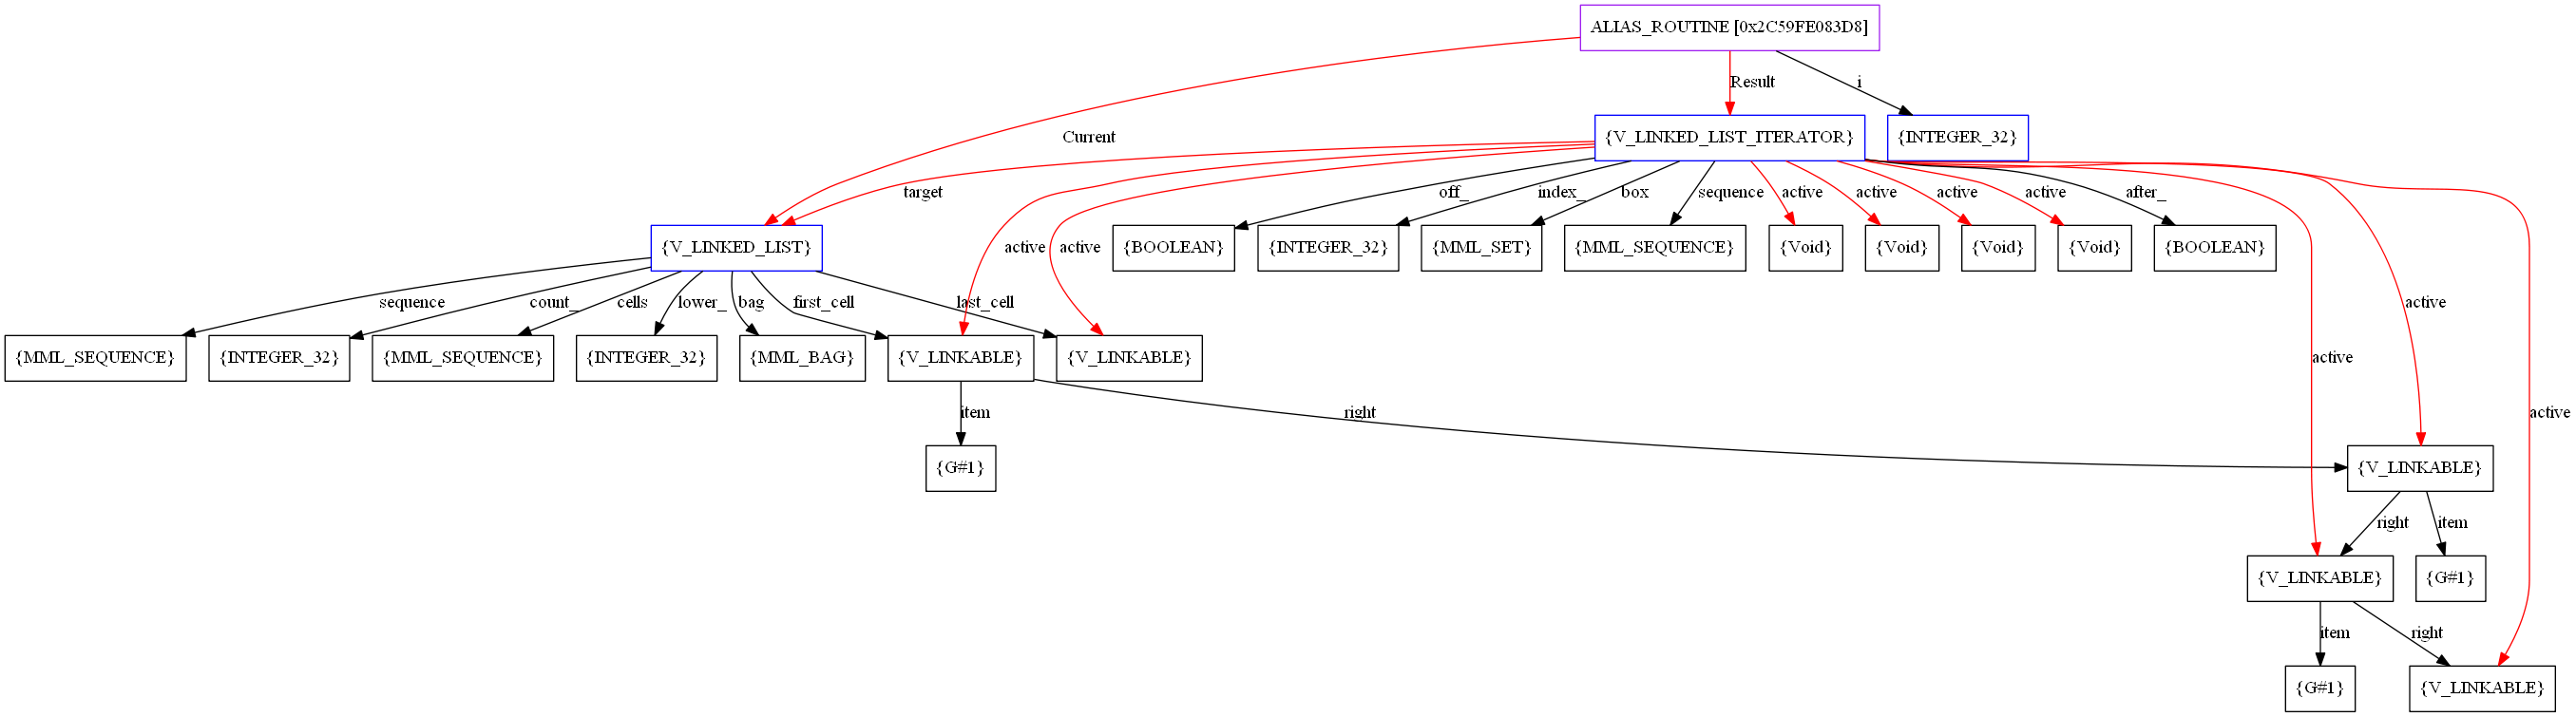 ALIAS_ROUTINE [0x2C59FE083D8]
Result
i
Current
{V_LINKED_LIST_ITERATOR}
{INTEGER_32}
target
off_
index_
box
sequence
active
active
active
active
after_
{V_LINKED_LIST}
active
active
{BOOLEAN}
{INTEGER_32}
{MML_SET}
{MML_SEQUENCE}
{Void}
{Void}
{Void}
{Void}
{BOOLEAN}
sequence
count_
cells
lower_
bag
first_cell
last_cell
active
{MML_SEQUENCE}
{INTEGER_32}
{MML_SEQUENCE}
{INTEGER_32}
{MML_BAG}
{V_LINKABLE}
{V_LINKABLE}
active
item
right
active
{G#1}
{V_LINKABLE}
right
item
{V_LINKABLE}
{G#1}
item
right
{G#1}
{V_LINKABLE}